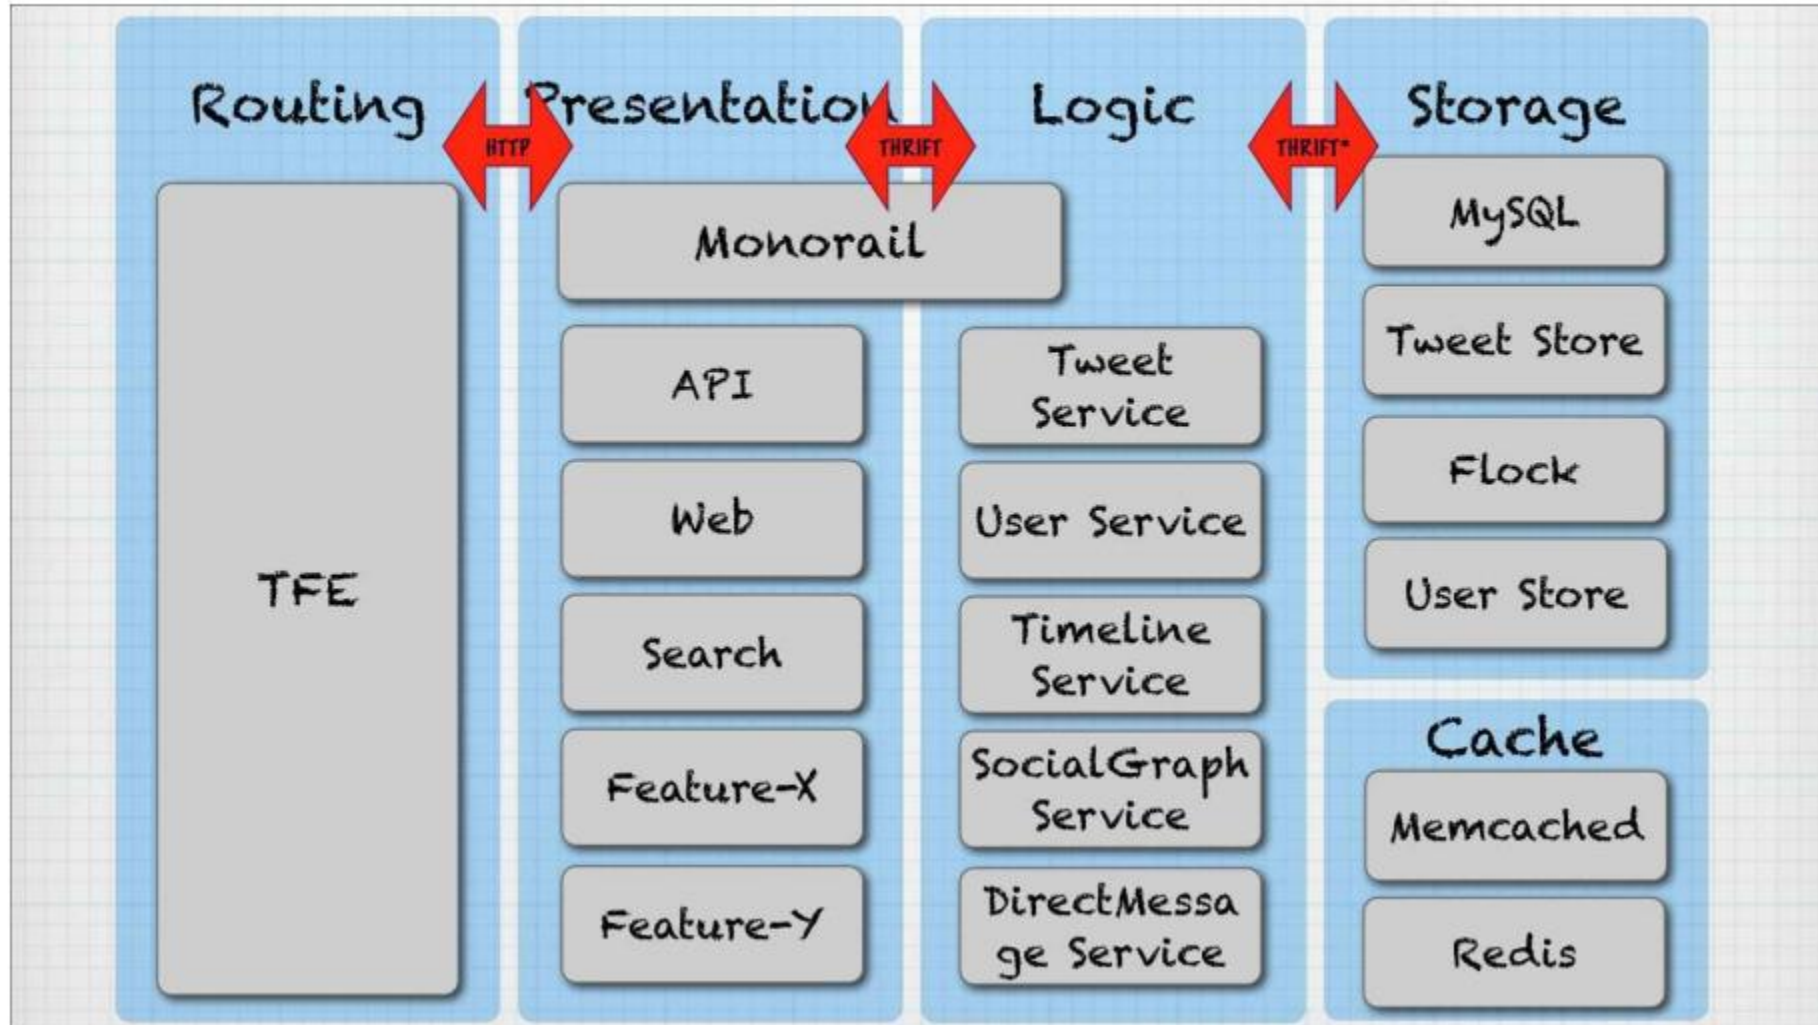 Routing
HTTP
Presentation
THRIFT
Logic
THRIFT*
Storage
TFE
Monorail
API
Web
Search
Feature-X
Feature-Y
Tweet
Service
User Service
Timeline
Service
SocialGraph
Service
DirectMessa
ge Service
MySQL
Tweet Store
Flock
User Store
Cache
Memcached
Redis